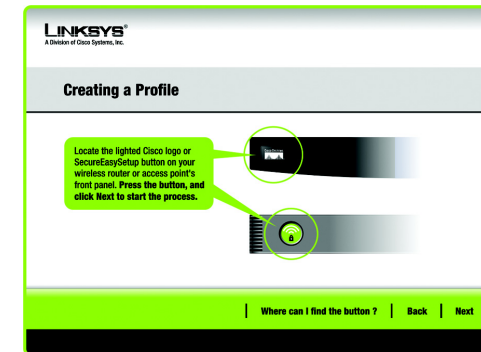 LINKSYS®
A Division of Cisco Systems, Inc.
Creating a Profile
Locate the lighted Cisco logo or
SecureEasySetup button on your
wireless router or access point's
front panel. Press the button, and
click Next to start the process.
Where can I find the button ?
Back
Next